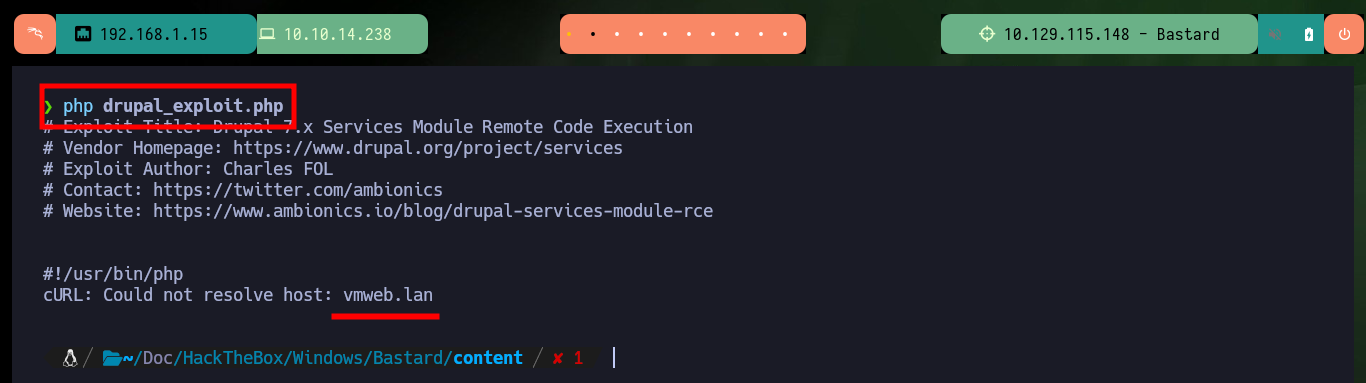 192.168.1.15 10.10.14.238 10.129.115.148 - Bastard
❯ php drupal_exploit.php
# Exploit Title: Drupal 7.x Services Module Remote Code Execution
# Vendor Homepage: https://www.drupal.org/project/services
# Exploit Author: Charles FOL
# Contact: https://twitter.com/ambionics
# Website: https://www.ambionics.io/blog/drupal-services-module-rce
#!/usr/bin/php
cURL: Could not resolve host: vmweb.lan
/ ~/Doc/HackTheBox/Windows/Bastard/content / ✘ 1